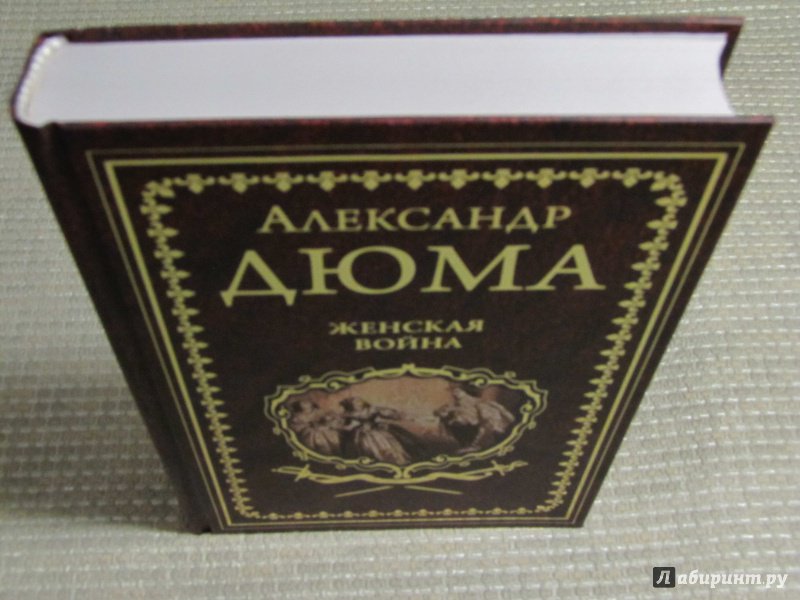 АЛЕКСАНДР
ДЮМА
ЖЕНСКАЯ
ВОЙНА
Лабиринт.ру